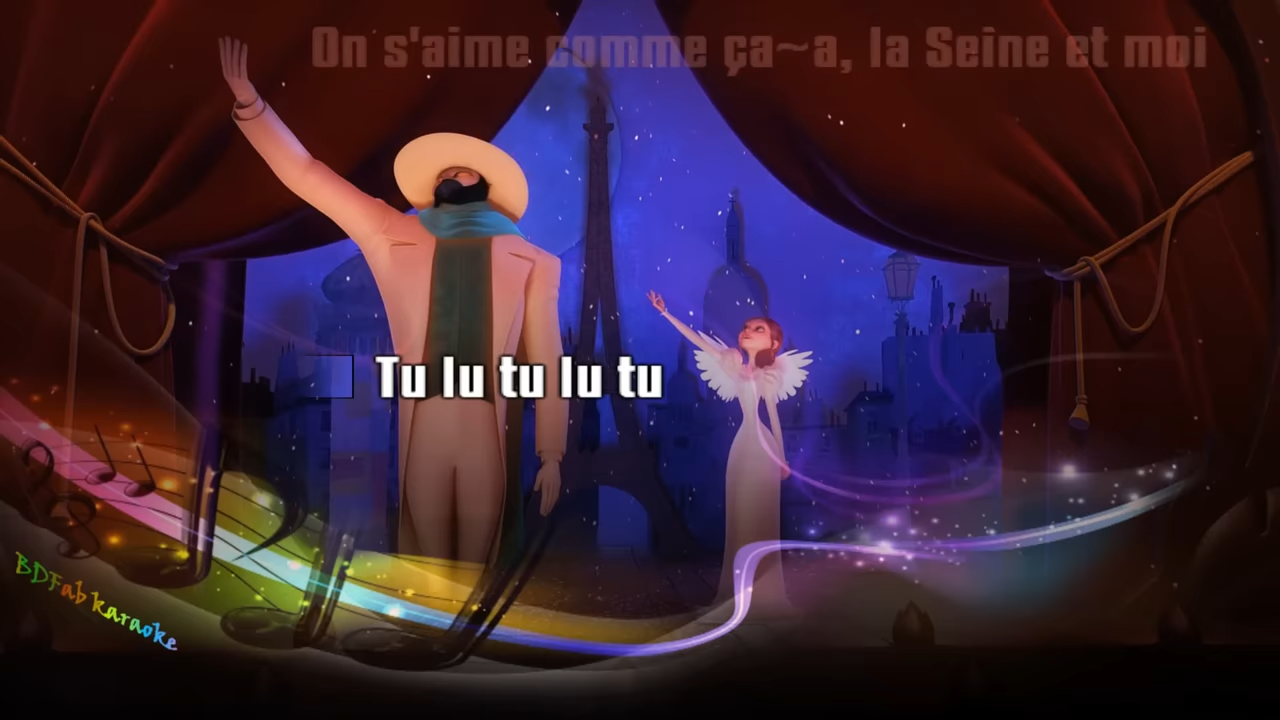 On s'aime comme ça~a, la Seine et moi
Tu lu tu lu tu
BDFab karaoke